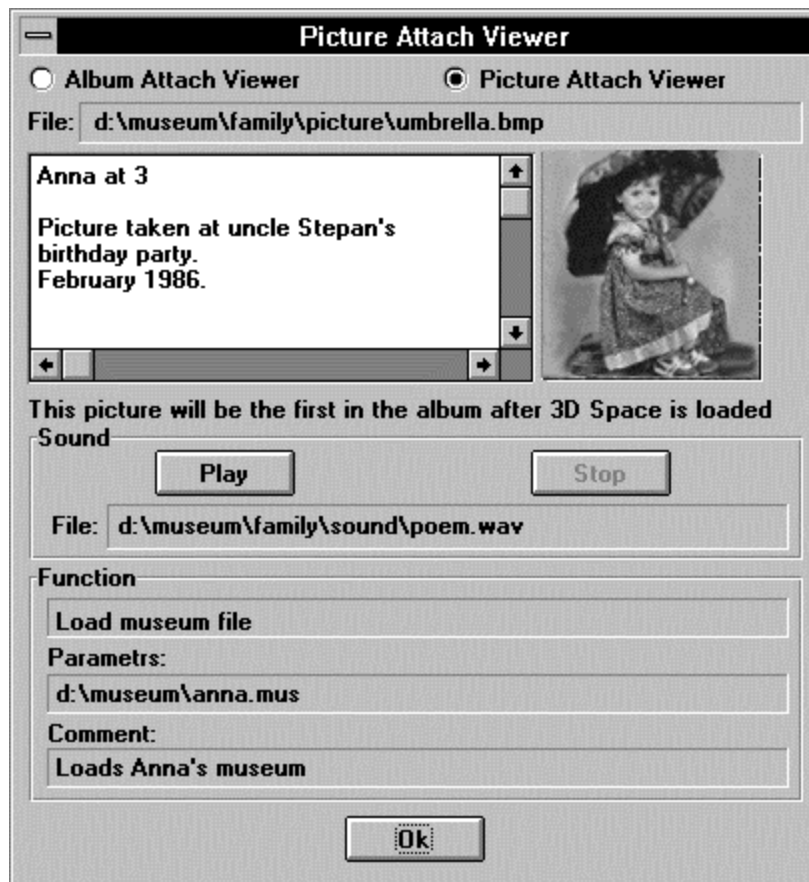 Picture Attach Viewer
Album Attach Viewer Picture Attach Viewer
File: d:\museum\family\picture\umbrella.bmp
Anna at 3
Picture taken at uncle Stepan's
birthday party.
February 1986.
This picture will be the first in the album after 3D Space is loaded
Sound
Play Stop
File: d:\museum\family\sound\poem.wav
Function
Load museum file
Parametrs:
d:\museum\anna.mus
Comment:
Loads Anna's museum
Ok